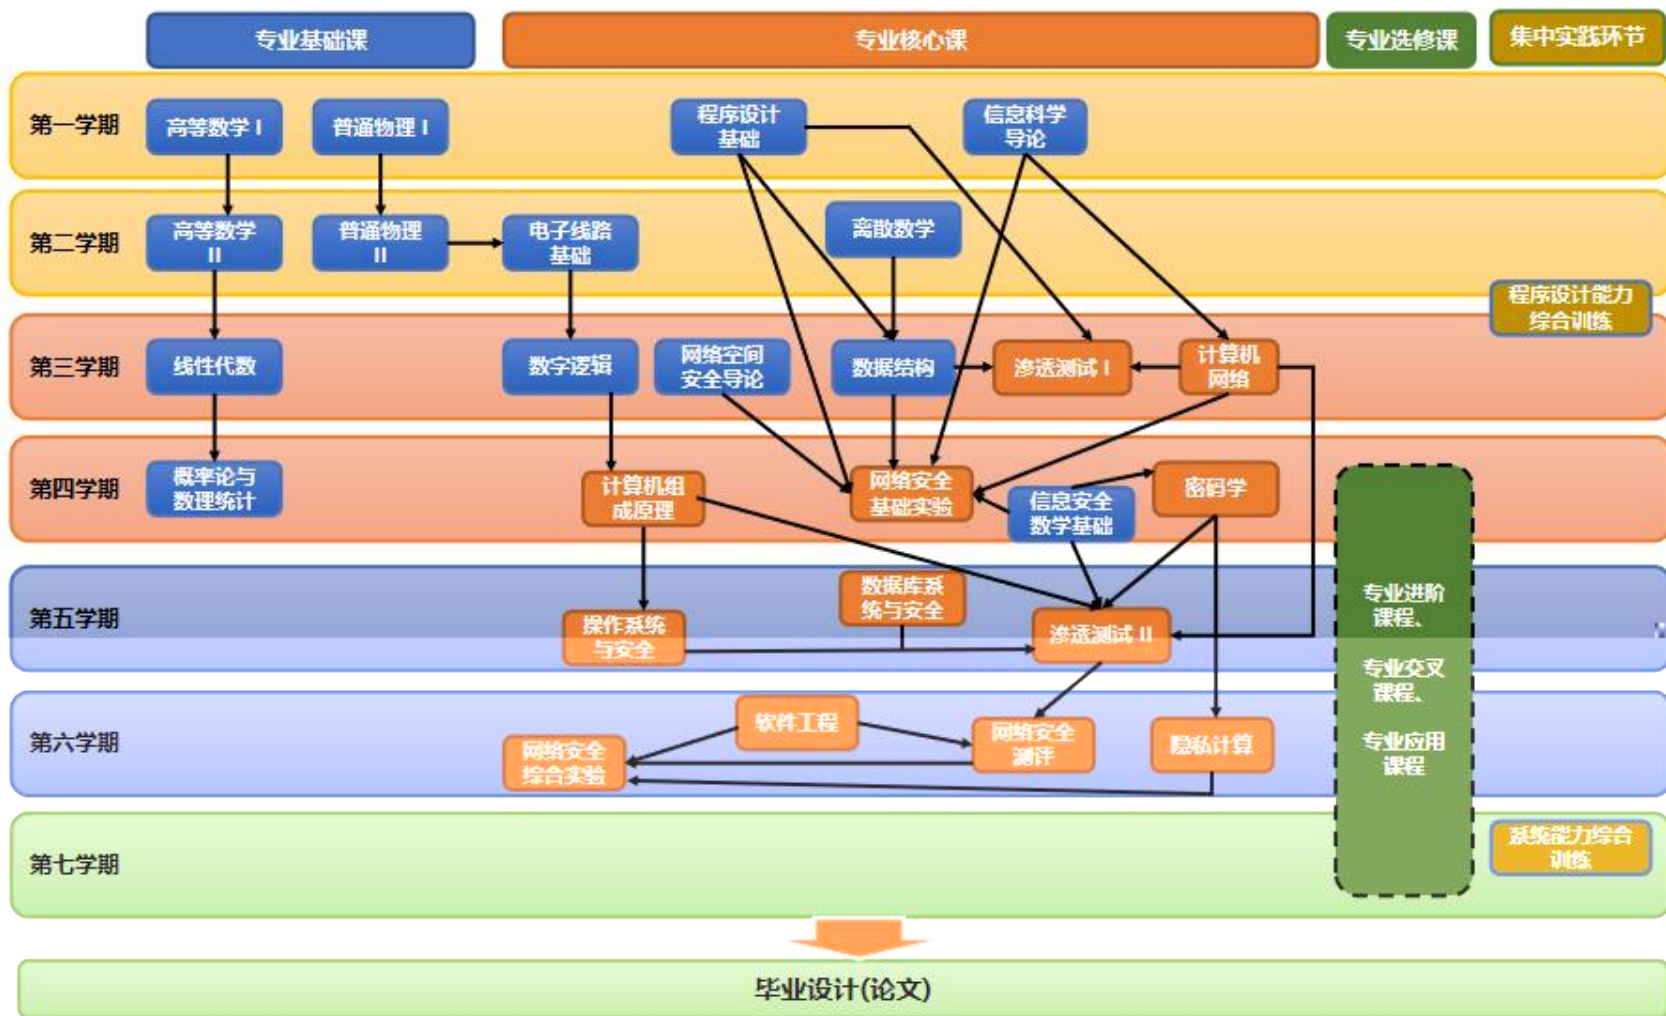 专业基础课
专业核心课
专业选修课
集中实践环节
第一学期
高等数学 I
普通物理 I
程序设计
基础
信息科学
导论
第二学期
高等数学
II
普通物理
II
电子线路
基础
离散数学
程序设计能力
综合训练
第三学期
线性代数
数字逻辑
网络空间
安全导论
数据结构
渗透测试 I
计算机
网络
第四学期
概率论与
数理统计
计算机组
成原理
网络安全
基础实验
信息安全
数学基础
密码学
第五学期
操作系统
与安全
数据库系
统与安全
渗透测试 II
专业进阶
课程、
专业交叉
课程、
专业应用
课程
第六学期
网络安全
综合实验
软件工程
网络安全
测评
隐私计算
第七学期
系统能力综合
训练
毕业设计(论文)